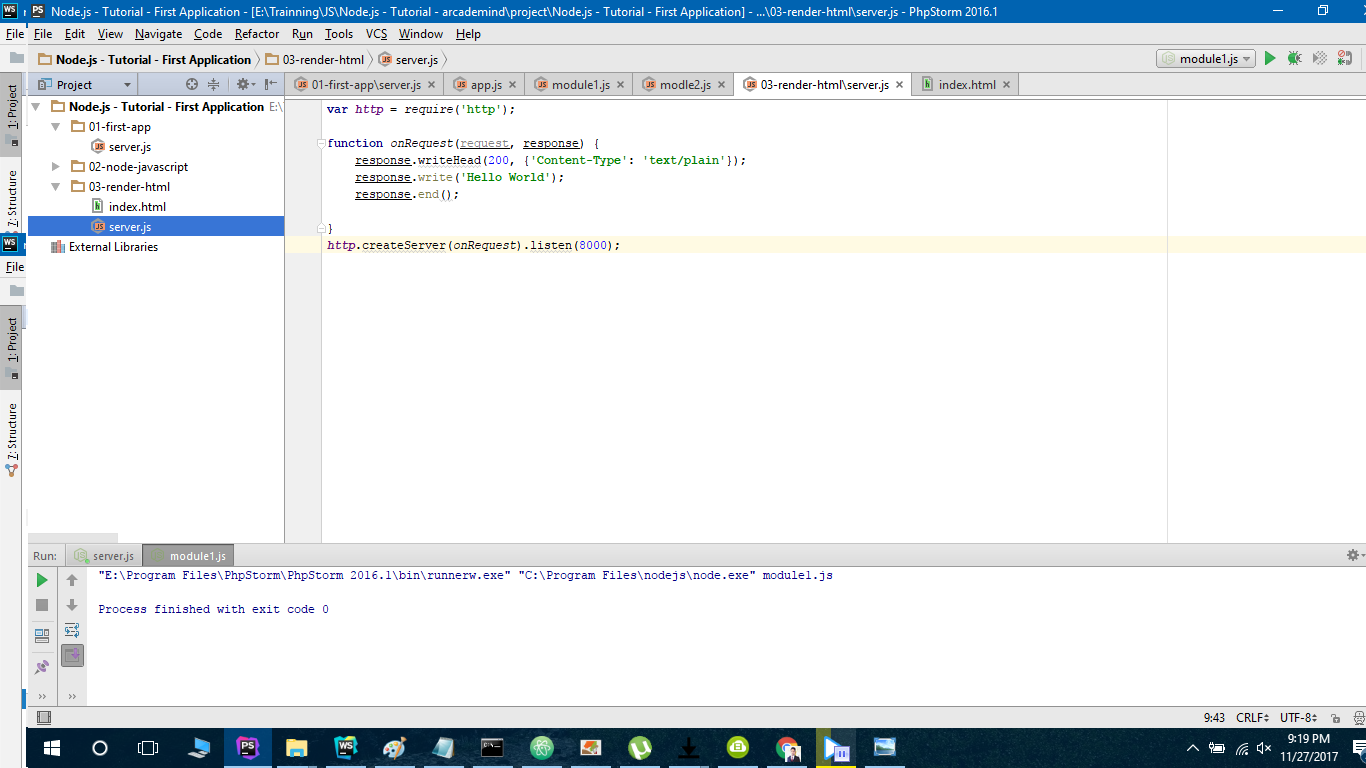 Node.js - Tutorial - First Application - [E:\Trainning\JS\Node.js - Tutorial - arcademind\project\Node.js - Tutorial - First Application] - ...\03-render-html\server.js - PhpStorm 2016.1
File File Edit View Navigate Code Refactor Run Tools VCS Window Help
Node.js - Tutorial - First Application 03-render-html server.js module1.js
Project 01-first-app\server.js app.js module1.js modle2.js 03-render-html\server.js index.html
Node.js - Tutorial - First Application E:\
01-first-app
server.js
02-node-javascript
03-render-html
index.html
server.js
External Libraries
1: Project
7: Structure
File
1: Project
7: Structure
var http = require('http');
function onRequest(request, response) {
response.writeHead(200, {'Content-Type': 'text/plain'});
response.write('Hello World');
response.end();
}
http.createServer(onRequest).listen(8000);
Run: server.js module1.js
"E:\Program Files\PhpStorm\PhpStorm 2016.1\bin\runnerw.exe" "C:\Program Files\nodejs\node.exe" module1.js
Process finished with exit code 0
9:43 CRLF UTF-8
9:19 PM
11/27/2017